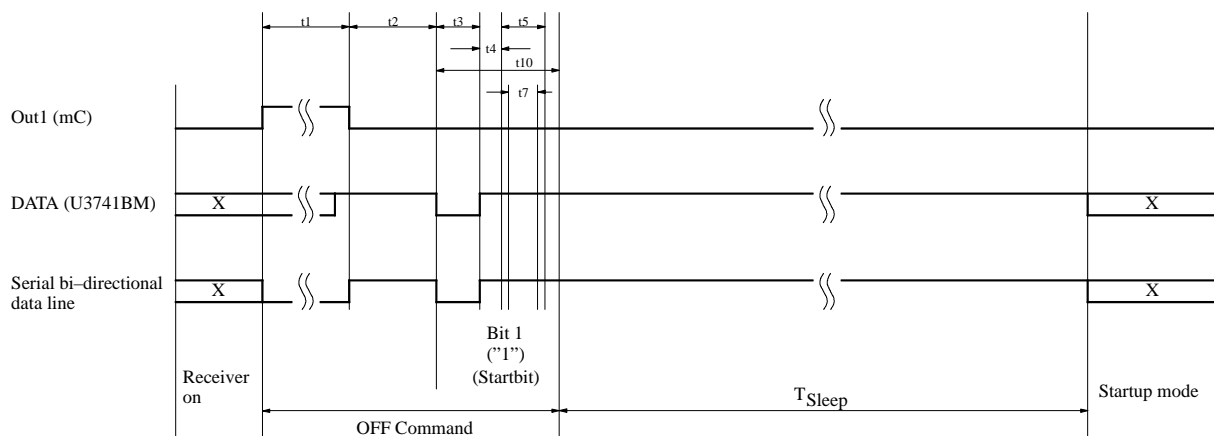 t1
t2
t3
t5
t4
t10
t7
Out1 (mC)
DATA (U3741BM)
X
X
Serial bi–directional
data line
X
X
Bit 1
(”1”)
(Startbit)
Receiver
on
TSleep
Startup mode
OFF Command